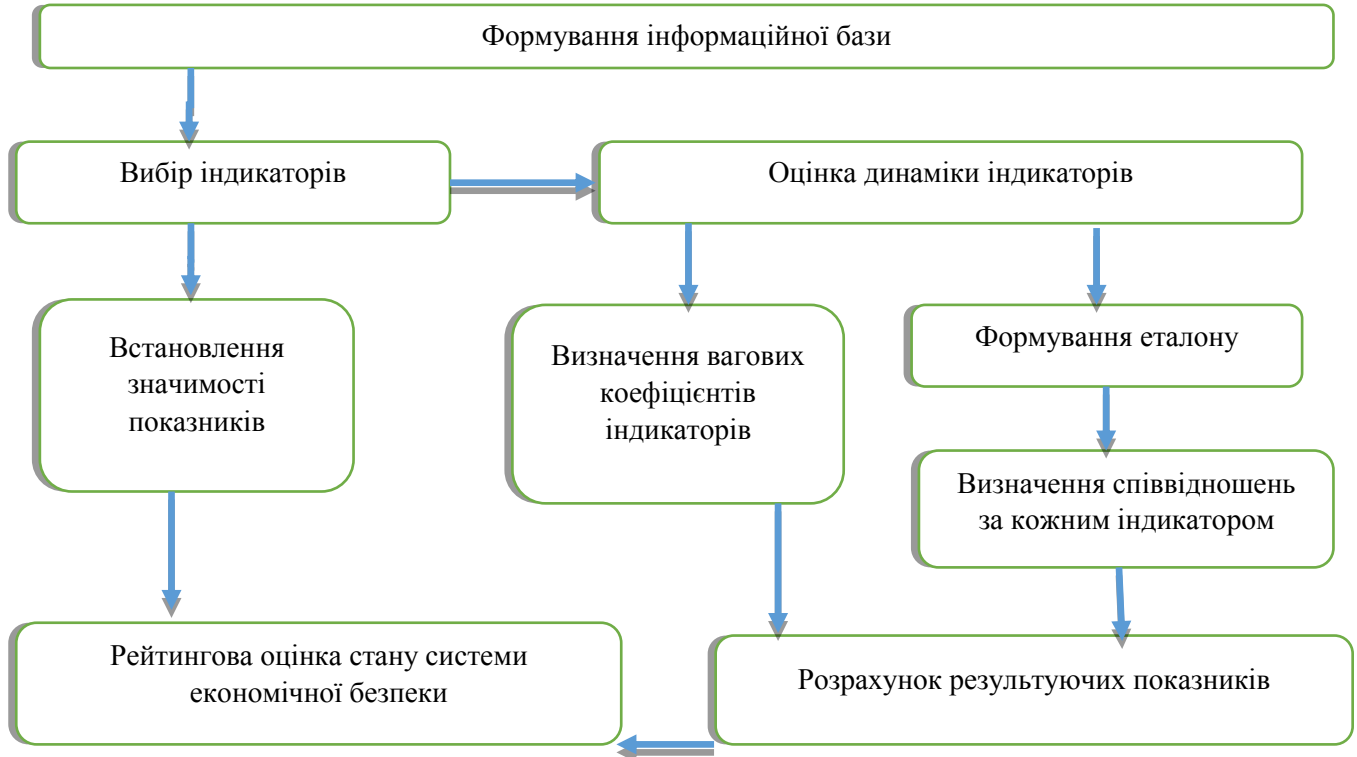 Формування інформаційної бази
Вибір індикаторів
Оцінка динаміки індикаторів
Встановлення
значимості
показників
Визначення вагових
коефіцієнтів
індикаторів
Формування еталону
Визначення співвідношень
за кожним індикатором
Рейтингова оцінка стану системи
економічної безпеки
Розрахунок результуючих показників